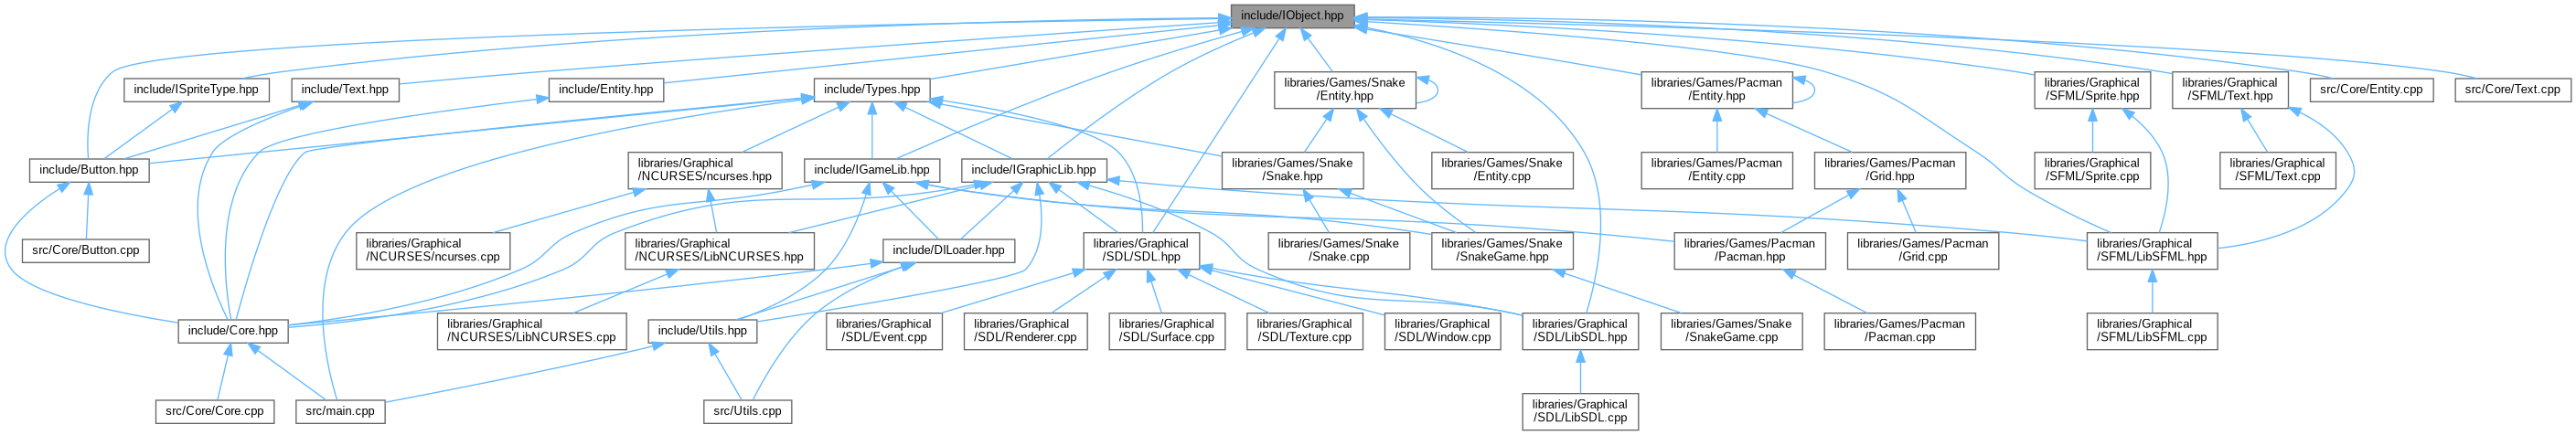 include/IObject.hpp
include/ISpriteType.hpp
include/Text.hpp
include/Entity.hpp
include/Types.hpp
libraries/Games/Snake
/Entity.hpp
libraries/Games/Pacman
/Entity.hpp
libraries/Graphical
/SFML/Sprite.hpp
libraries/Graphical
/SFML/Text.hpp
src/Core/Entity.cpp
src/Core/Text.cpp
include/Button.hpp
libraries/Graphical
/NCURSES/ncurses.hpp
include/IGameLib.hpp
include/IGraphicLib.hpp
libraries/Games/Snake
/Snake.hpp
libraries/Games/Snake
/Entity.cpp
libraries/Games/Pacman
/Entity.cpp
libraries/Games/Pacman
/Grid.hpp
libraries/Graphical
/SFML/Sprite.cpp
libraries/Graphical
/SFML/Text.cpp
src/Core/Button.cpp
libraries/Graphical
/NCURSES/ncurses.cpp
libraries/Graphical
/NCURSES/LibNCURSES.hpp
include/DlLoader.hpp
libraries/Graphical
/SDL/SDL.hpp
libraries/Games/Snake
/Snake.cpp
libraries/Games/Snake
/SnakeGame.hpp
libraries/Games/Pacman
/Pacman.hpp
libraries/Games/Pacman
/Grid.cpp
libraries/Graphical
/SFML/LibSFML.hpp
include/Core.hpp
libraries/Graphical
/NCURSES/LibNCURSES.cpp
include/Utils.hpp
libraries/Graphical
/SDL/Event.cpp
libraries/Graphical
/SDL/Renderer.cpp
libraries/Graphical
/SDL/Surface.cpp
libraries/Graphical
/SDL/Texture.cpp
libraries/Graphical
/SDL/Window.cpp
libraries/Graphical
/SDL/LibSDL.hpp
libraries/Games/Snake
/SnakeGame.cpp
libraries/Games/Pacman
/Pacman.cpp
libraries/Graphical
/SFML/LibSFML.cpp
src/Core/Core.cpp
src/main.cpp
src/Utils.cpp
libraries/Graphical
/SDL/LibSDL.cpp